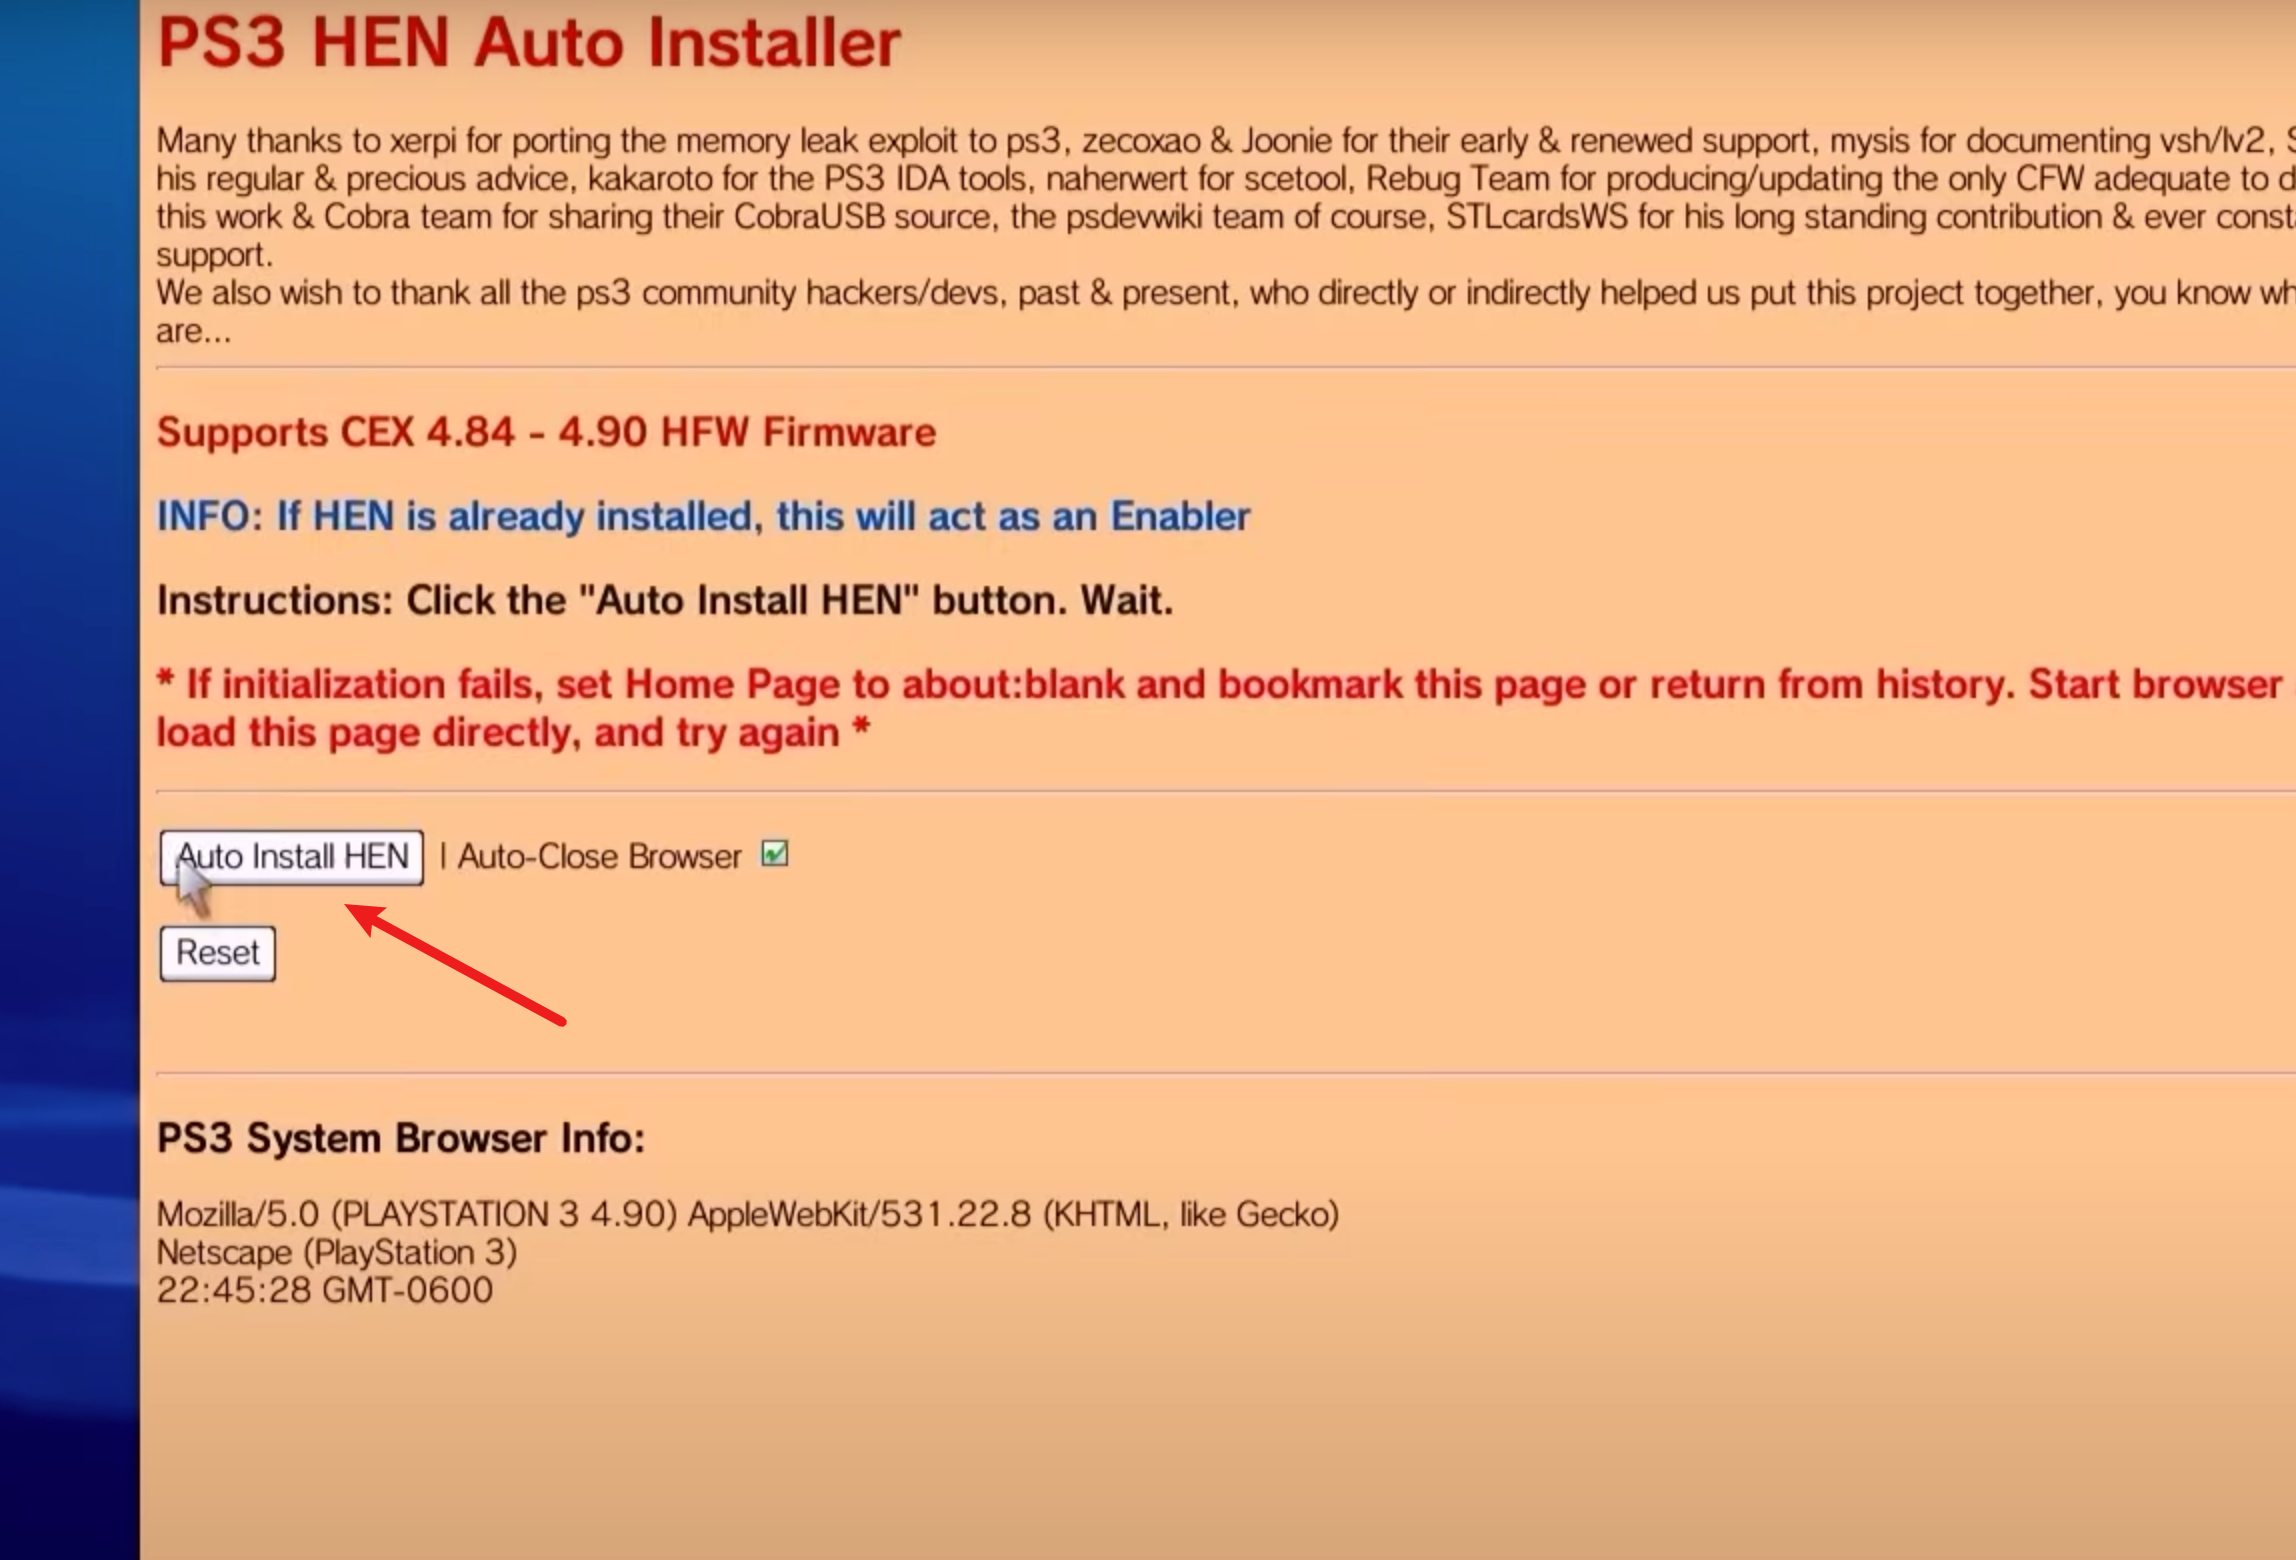 PS3 HEN Auto Installer
Many thanks to xerpi for porting the memory leak exploit to ps3, zecoxao & Joonie for their early & renewed support, mysis for documenting vsh/lv2,
his regular & precious advice, kakaroto for the PS3 IDA tools, naherwert for scetool, Rebug Team for producing/updating the only CFW adequate to
this work & Cobra team for sharing their CobraUSB source, the psdevwiki team of course, STLcardsWS for his long standing contribution & ever
support.
We also wish to thank all the ps3 community hackers/devs, past & present, who directly or indirectly helped us put this project together, you know
are...
Supports CEX 4.84 - 4.90 HFW Firmware
INFO: If HEN is already installed, this will act as an Enabler
Instructions: Click the "Auto Install HEN" button. Wait.
* If initialization fails, set Home Page to about:blank and bookmark this page or return from history. Start browser
load this page directly, and try again *
Auto Install HEN | Auto-Close Browser
Reset
PS3 System Browser Info:
Mozilla/5.0 (PLAYSTATION 3 4.90) AppleWebKit/531.22.8 (KHTML, like Gecko)
Netscape (PlayStation 3)
22:45:28 GMT-0600